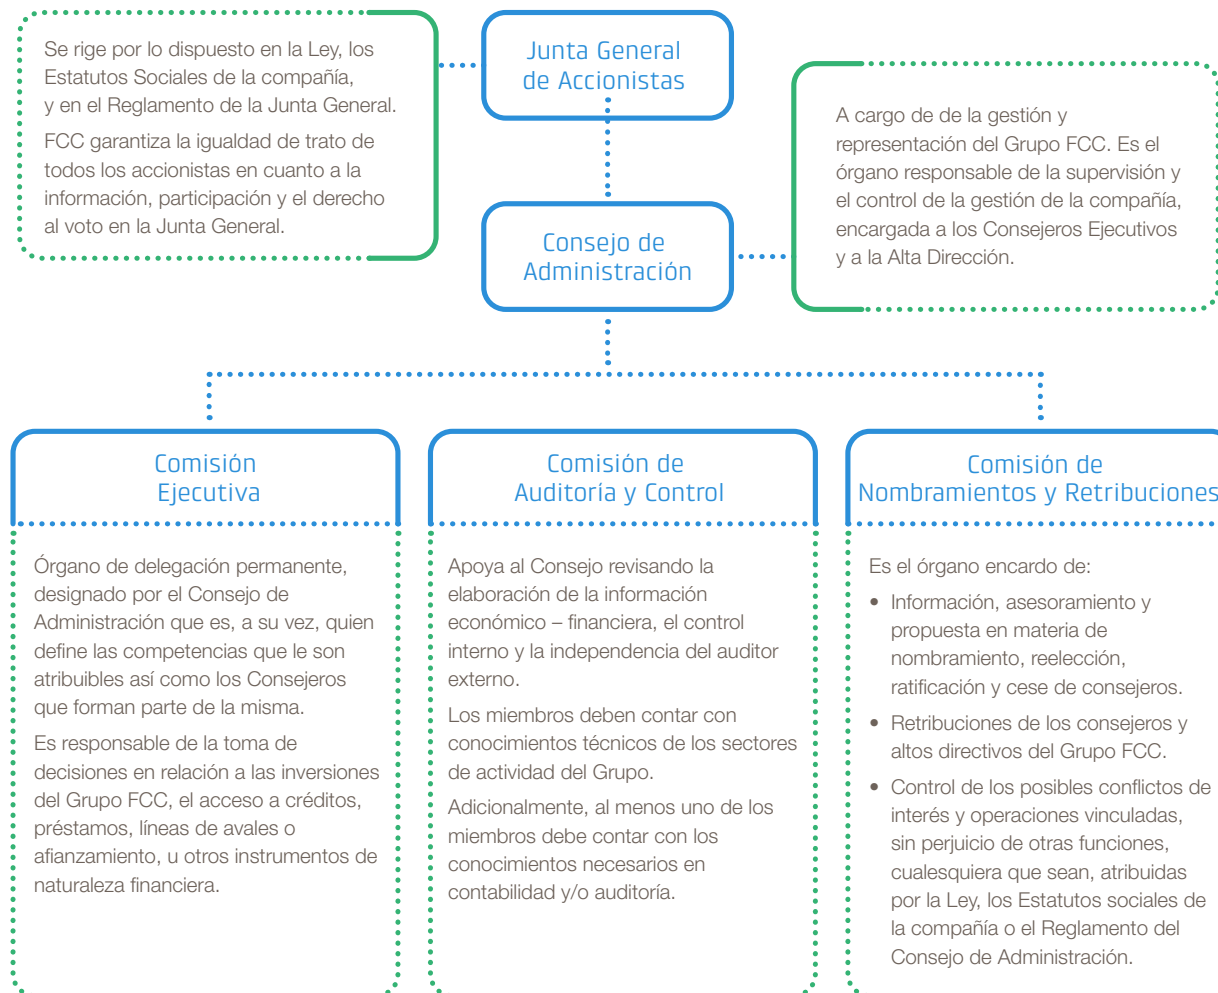 Se rige por lo dispuesto en la Ley, los
Estatutos Sociales de la compañía,
y en el Reglamento de la Junta General.
FCC garantiza la igualdad de trato de
todos los accionistas en cuanto a la
información, participación y el derecho
al voto en la Junta General.
Junta General
de Accionistas
A cargo de de la gestión y
representación del Grupo FCC. Es el
órgano responsable de la supervisión y
el control de la gestión de la compañía,
encargada a los Consejeros Ejecutivos
y a la Alta Dirección.
Consejo de
Administración
Comisión
Ejecutiva
Órgano de delegación permanente,
designado por el Consejo de
Administración que es, a su vez, quien
define las competencias que le son
atribuibles así como los Consejeros
que forman parte de la misma.
Es responsable de la toma de
decisiones en relación a las inversiones
del Grupo FCC, el acceso a créditos,
préstamos, líneas de avales o
afianzamiento, u otros instrumentos de
naturaleza financiera.
Comisión de
Auditoría y Control
Apoya al Consejo revisando la
elaboración de la información
económico – financiera, el control
interno y la independencia del auditor
externo.
Los miembros deben contar con
conocimientos técnicos de los sectores
de actividad del Grupo.
Adicionalmente, al menos uno de los
miembros debe contar con los
conocimientos necesarios en
contabilidad y/o auditoría.
Comisión de
Nombramientos y Retribuciones
Es el órgano encardo de:
• Información, asesoramiento y
propuesta en materia de
nombramiento, reelección,
ratificación y cese de consejeros.
• Retribuciones de los consejeros y
altos directivos del Grupo FCC.
• Control de los posibles conflictos de
interés y operaciones vinculadas,
sin perjuicio de otras funciones,
cualesquiera que sean, atribuidas
por la Ley, los Estatutos sociales de
la compañía o el Reglamento del
Consejo de Administración.